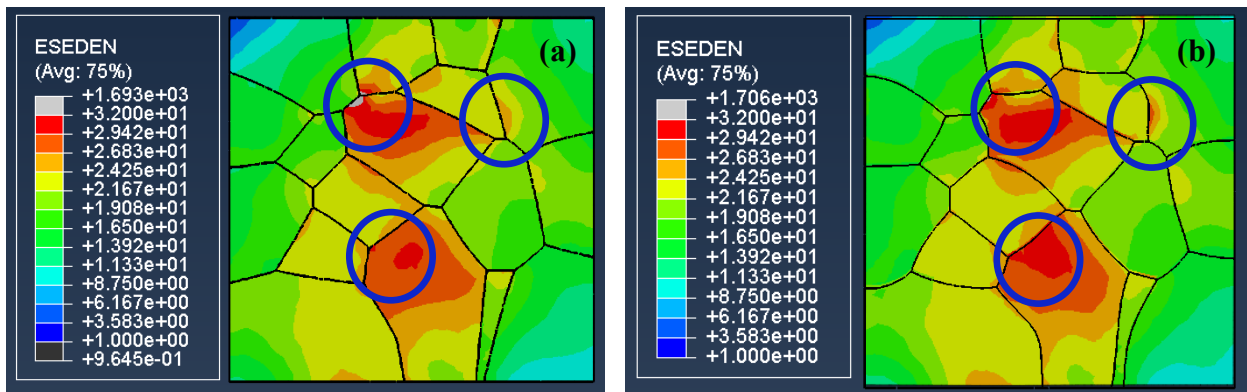 ESEDEN
(Avg: 75%)
+1.693e+03
+3.200e+01
+2.942e+01
+2.683e+01
+2.425e+01
+2.167e+01
+1.908e+01
+1.650e+01
+1.392e+01
+1.133e+01
+8.750e+00
+6.167e+00
+3.583e+00
+1.000e+00
+9.645e-01
(a)
ESEDEN
(Avg: 75%)
+1.706e+03
+3.200e+01
+2.942e+01
+2.683e+01
+2.425e+01
+2.167e+01
+1.908e+01
+1.650e+01
+1.392e+01
+1.133e+01
+8.750e+00
+6.167e+00
+3.583e+00
+1.000e+00
(b)